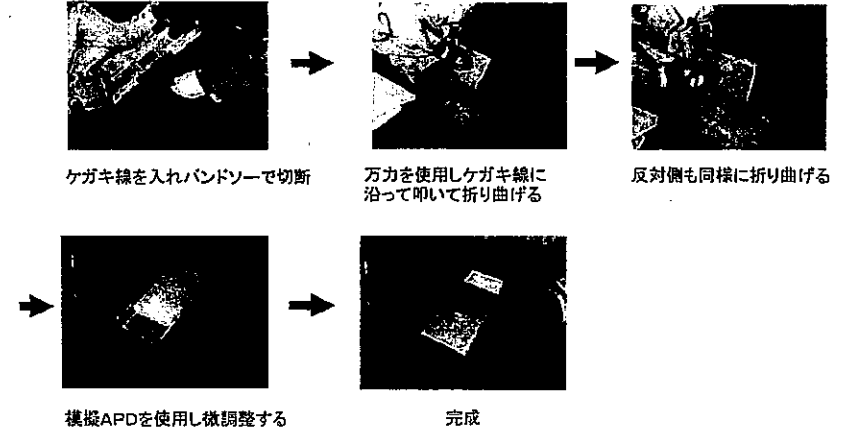 ケガキ線を入れバンドソーで切断
万力を使用しケガキ線に
沿って叩いて折り曲げる
反対側も同様に折り曲げる
模擬APDを使用し微調整する
完成